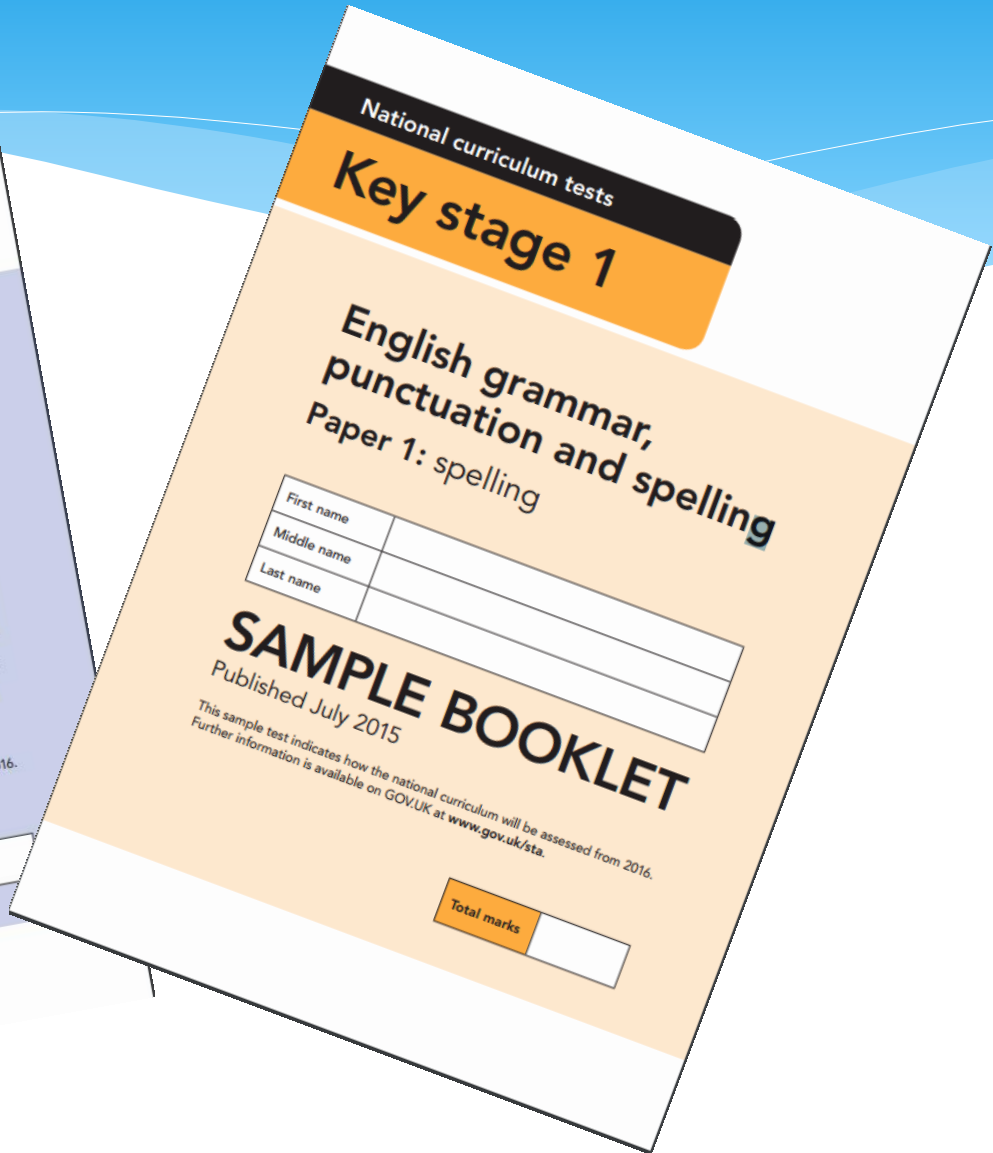 National curriculum tests
Key stage 1
English grammar,
punctuation and spelling
Paper 1: spelling
First name
Middle name
Last name
SAMPLE BOOKLET
Published July 2015
This sample test indicates how the national curriculum will be assessed from 2016.
Further information is available on GOV.UK at www.gov.uk/sta.
Total marks
16.